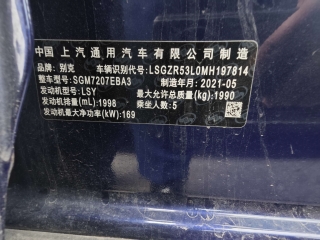 中国上汽通用汽车有限公司制造
品牌：别克 车辆识别代号：LSGZR53L0MH197814
整车型号：SGM7207EBA3 制造年月：2021-05
发动机型号：LSY 最大允许总质量(kg)：1990
发动机排量(mL)：1998 乘坐人数：5
发动机最大净功率(kW)：169